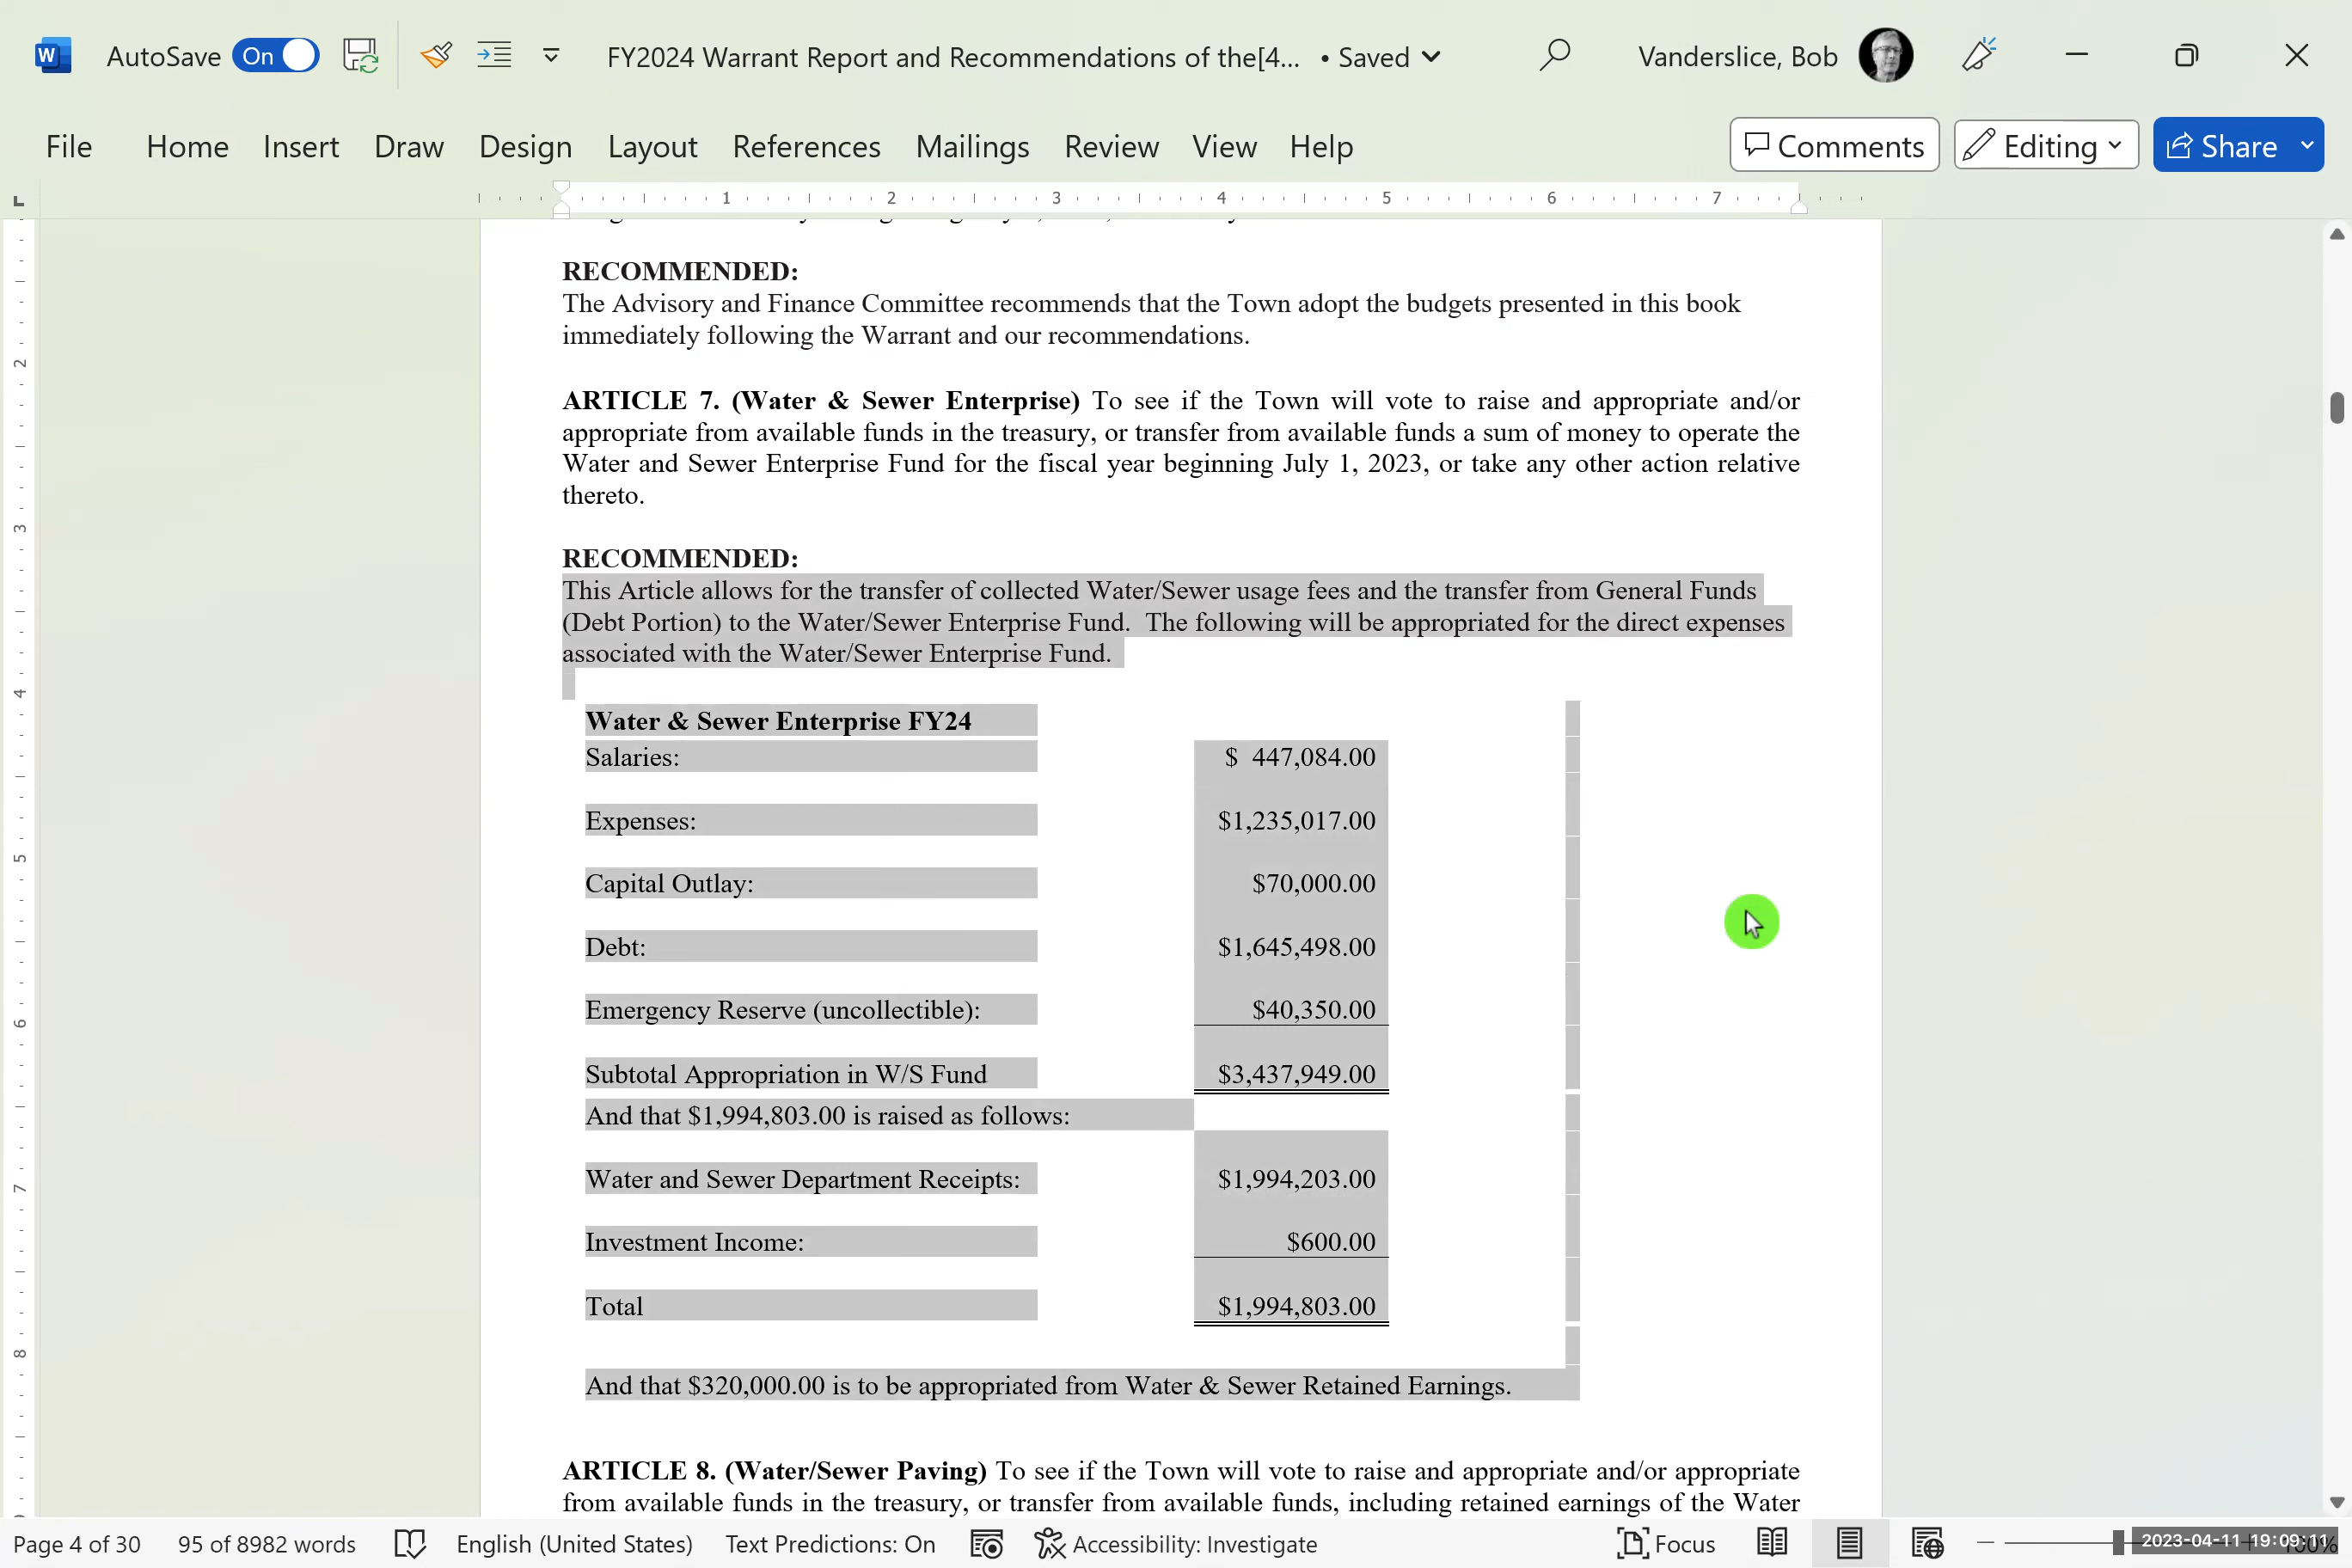 AutoSave On FY2024 Warrant Report and Recommendations of the[4... • Saved Vanderslice, Bob
File Home Insert Draw Design Layout References Mailings Review View Help Comments Editing Share
1 2 3 4 5 6 7
RECOMMENDED:
The Advisory and Finance Committee recommends that the Town adopt the budgets presented in this book
immediately following the Warrant and our recommendations.
ARTICLE 7. (Water & Sewer Enterprise) To see if the Town will vote to raise and appropriate and/or
appropriate from available funds in the treasury, or transfer from available funds a sum of money to operate the
Water and Sewer Enterprise Fund for the fiscal year beginning July 1, 2023, or take any other action relative
thereto.
RECOMMENDED:
This Article allows for the transfer of collected Water/Sewer usage fees and the transfer from General Funds
(Debt Portion) to the Water/Sewer Enterprise Fund. The following will be appropriated for the direct expenses
associated with the Water/Sewer Enterprise Fund.
Water & Sewer Enterprise FY24
Salaries: $ 447,084.00
Expenses: $1,235,017.00
Capital Outlay: $70,000.00
Debt: $1,645,498.00
Emergency Reserve (uncollectible): $40,350.00
Subtotal Appropriation in W/S Fund $3,437,949.00
And that $1,994,803.00 is raised as follows:
Water and Sewer Department Receipts: $1,994,203.00
Investment Income: $600.00
Total $1,994,803.00
And that $320,000.00 is to be appropriated from Water & Sewer Retained Earnings.
ARTICLE 8. (Water/Sewer Paving) To see if the Town will vote to raise and appropriate and/or appropriate
from available funds in the treasury, or transfer from available funds, including retained earnings of the Water
2 3 4 5 6 7 8
Page 4 of 30 95 of 8982 words English (United States) Text Predictions: On Accessibility: Investigate Focus 2023-04-11 19:09:11